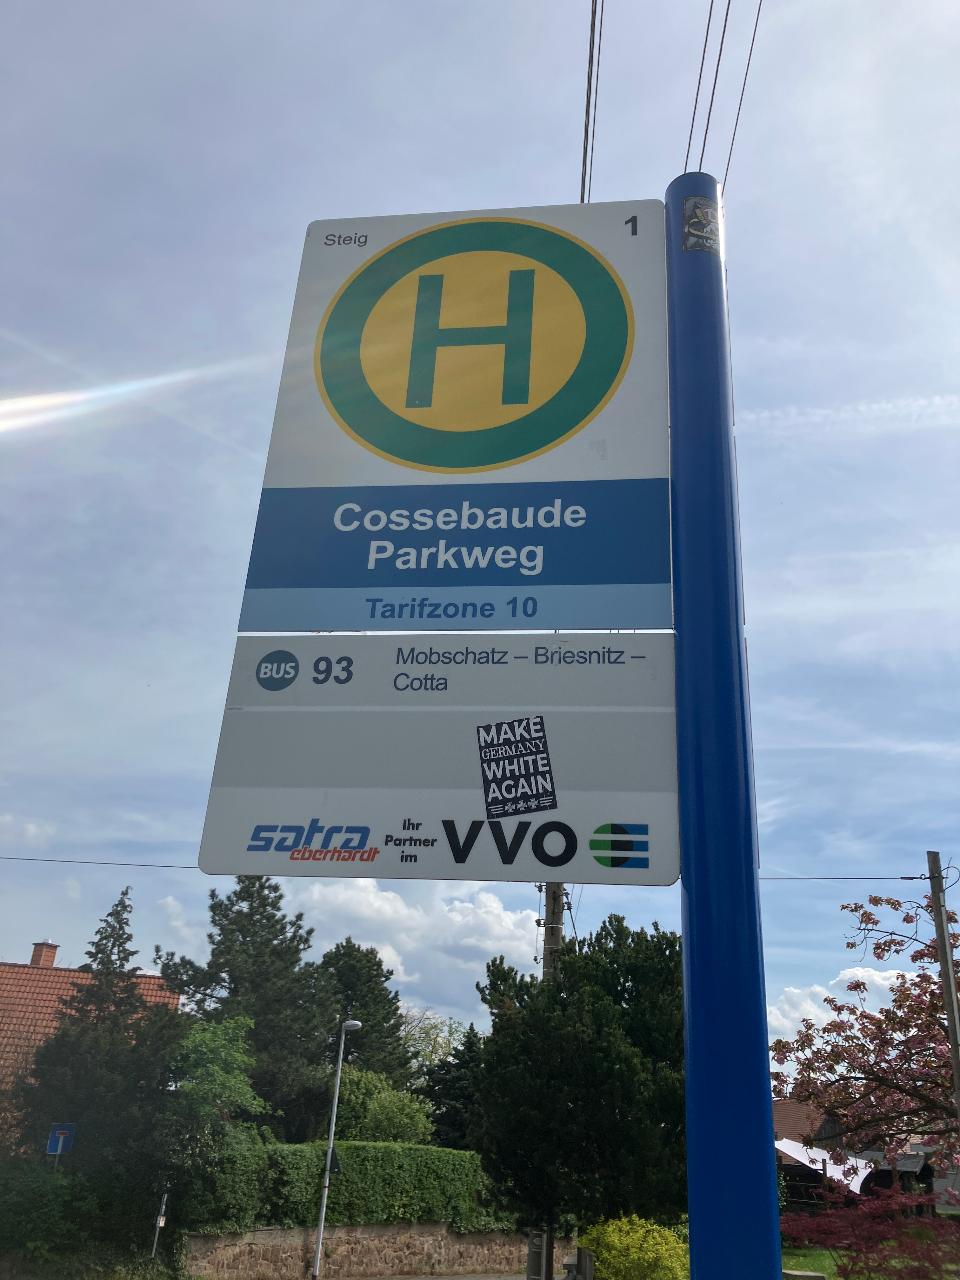 Steig 1
H
Cossebaude
Parkweg
Tarifzone 10
BUS 93 Mobschatz – Briesnitz –
Cotta
MAKE
GERMANY
WHITE
AGAIN
satra
eberhardt
Ihr
Partner
im
VVO